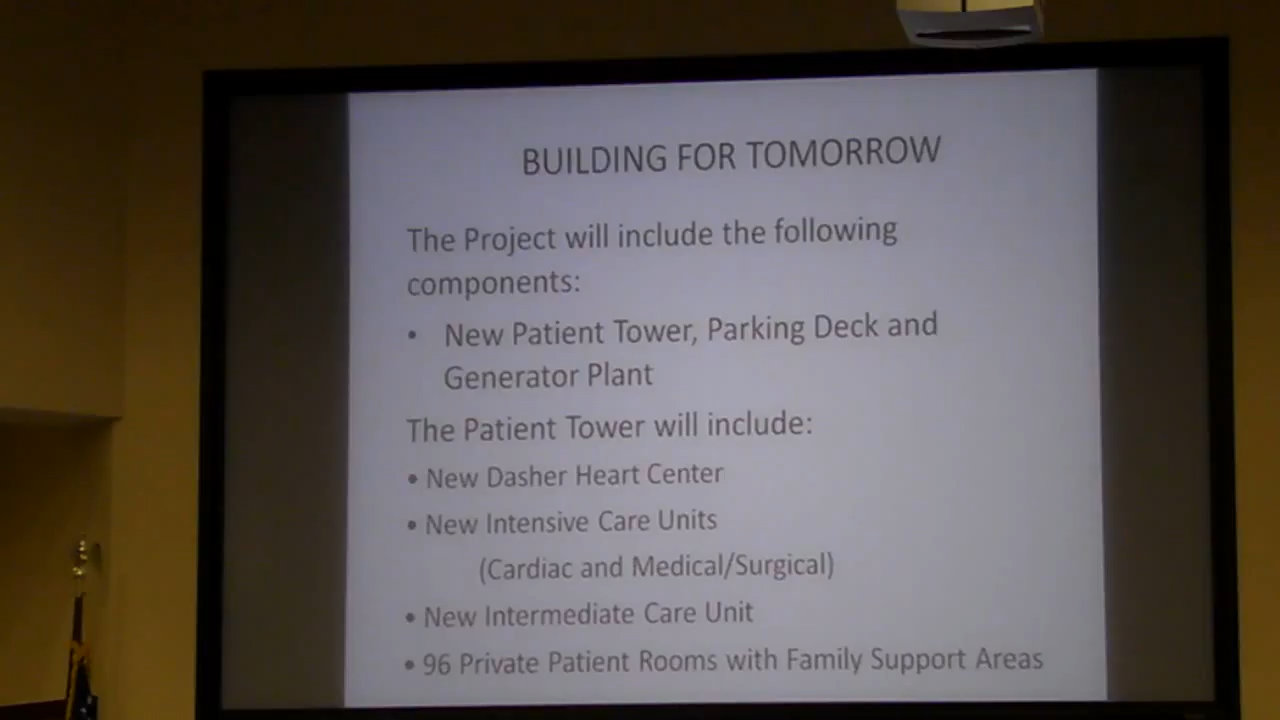 BUILDING FOR TOMORROW
The Project will include the following
components:
• New Patient Tower, Parking Deck and
Generator Plant
The Patient Tower will include:
• New Dasher Heart Center
• New Intensive Care Units
(Cardiac and Medical/Surgical)
• New Intermediate Care Unit
• 96 Private Patient Rooms with Family Support Areas